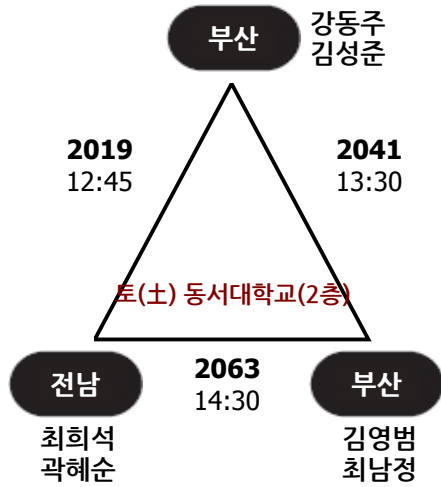 부산
강동주
김성준
2019
12:45
2041
13:30
토(土) 동서대학교(2층)
전남
2063
14:30
부산
최희석
곽혜순
김영범
최남정